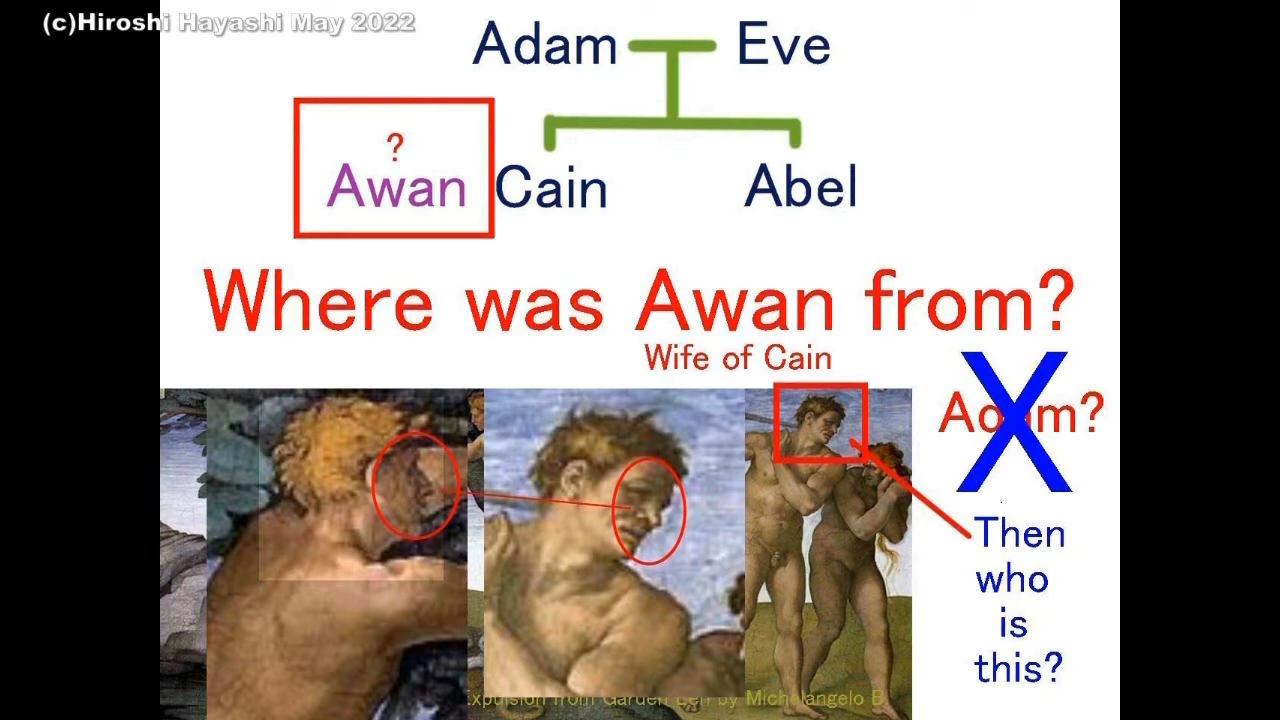 (c)Hiroshi Hayashi May 2022
Adam Eve
?
Awan Cain Abel
Where was Awan from?
Wife of Cain
Adam?
X
Then
who
is
this?
Expulsion from Garden Een by Michelangelo B